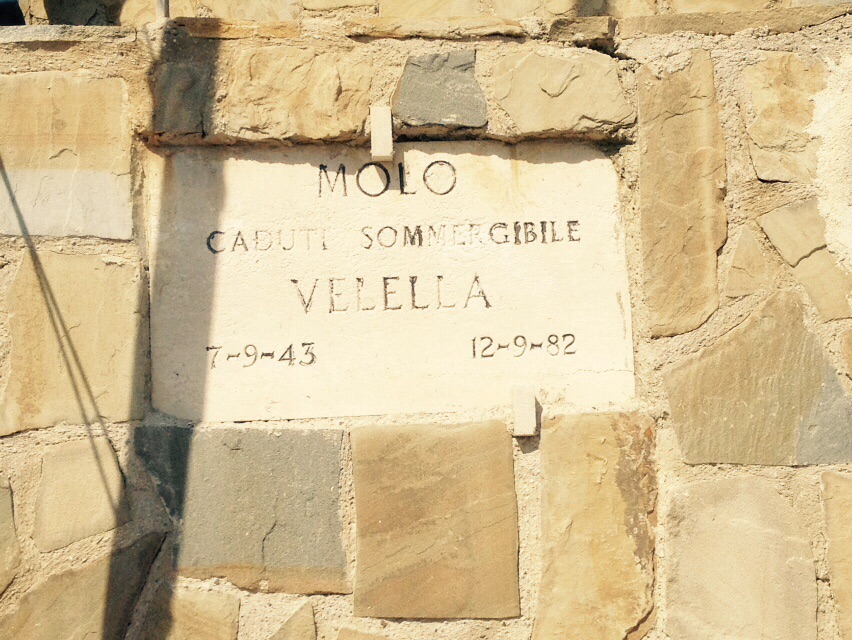 MOLO
CADUTI SOMMERGIBILE
VELELLA
7-9-43 12-9-82